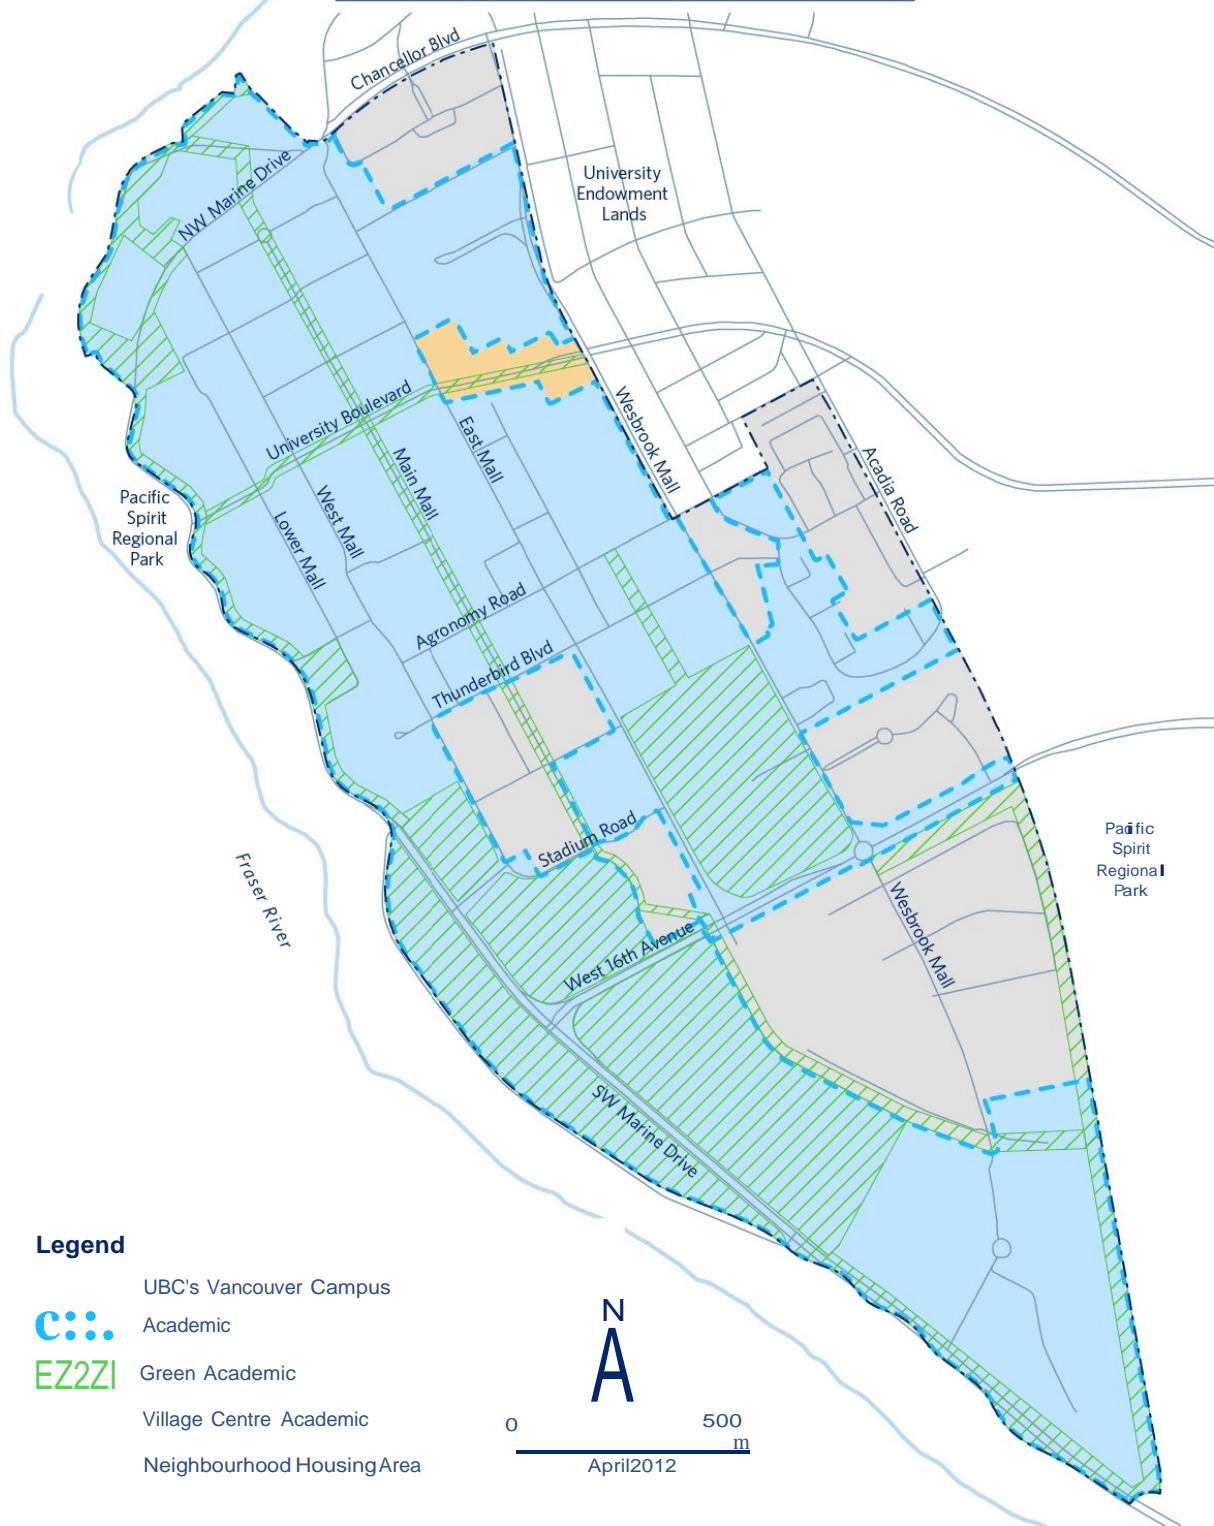 Chancellor Blvd
University
Endowment
Lands
NW Marine Drive
University Boulevard
Wesbrook Mall
East Mall
Main Mall
West Mall
Lower Mall
Acadia Road
Pacific
Spirit
Regional
Park
Agronomy Road
Thunderbird Blvd
Stadium Road
Pacific
Spirit
Regional
Park
Fraser River
West 16th Avenue
Wesbrook Mall
SW Marine Drive
Legend
UBC's Vancouver Campus
c::. Academic
EZ2ZI Green Academic
Village Centre Academic
Neighbourhood Housing Area
N
A
0 500
m
April2012